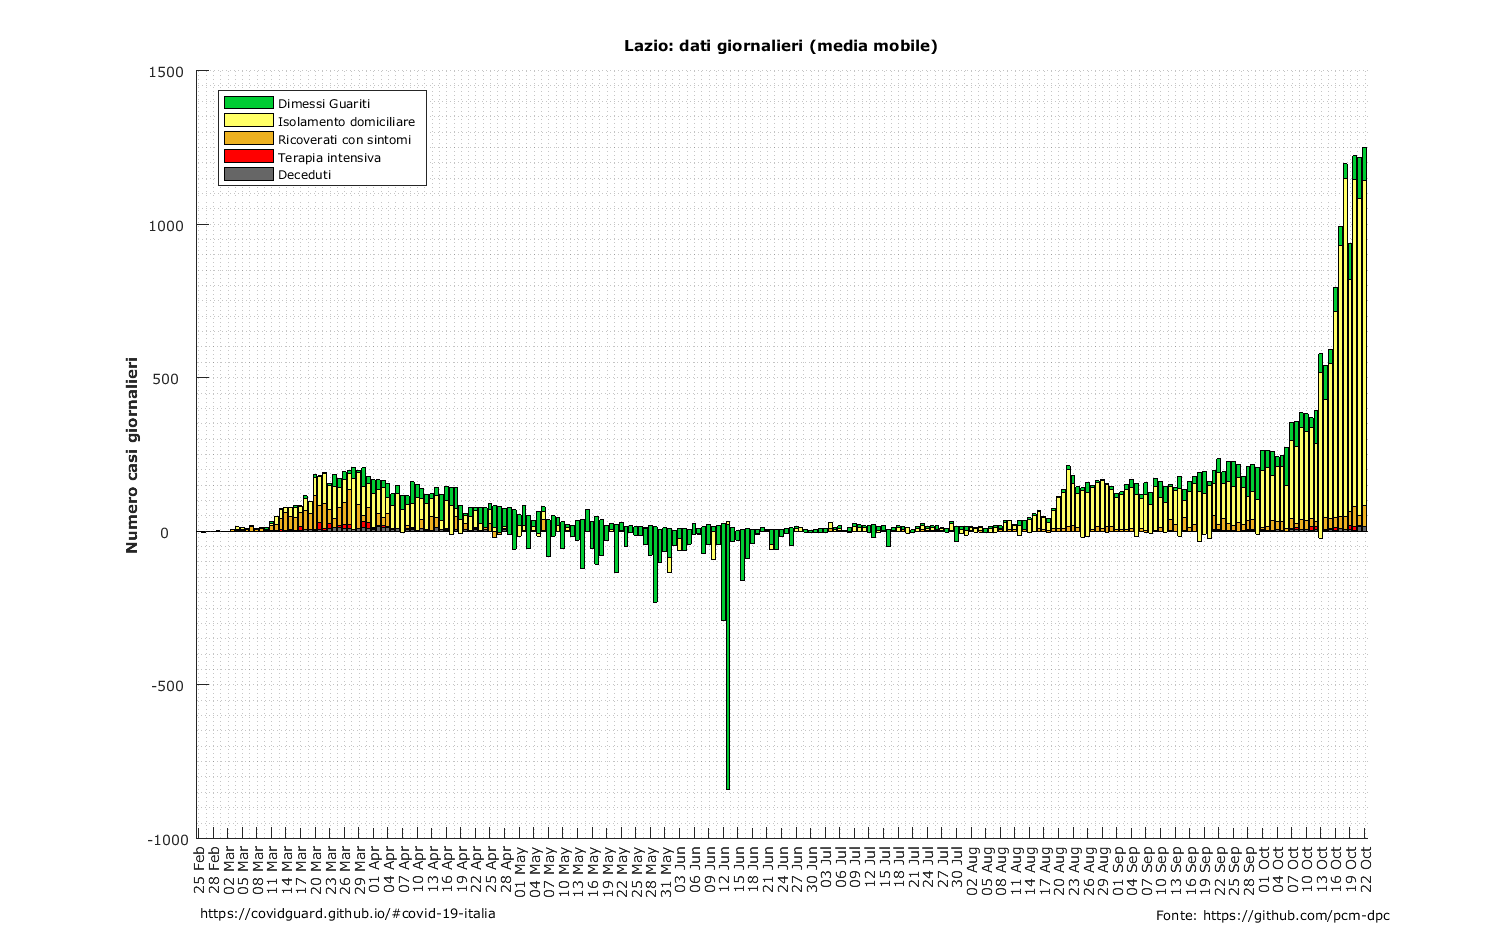 Lazio: dati giornalieri (media mobile)
1500
1000
500
0
-500
-1000
Numero casi giornalieri
Dimessi Guariti
Isolamento domiciliare
Ricoverati con sintomi
Terapia intensiva
Deceduti
25 Feb
28 Feb
02 Mar
05 Mar
08 Mar
11 Mar
14 Mar
17 Mar
20 Mar
23 Mar
26 Mar
29 Mar
01 Apr
04 Apr
07 Apr
10 Apr
13 Apr
16 Apr
19 Apr
22 Apr
25 Apr
28 Apr
01 May
04 May
07 May
10 May
13 May
16 May
19 May
22 May
25 May
28 May
31 May
03 Jun
06 Jun
09 Jun
12 Jun
15 Jun
18 Jun
21 Jun
24 Jun
27 Jun
30 Jun
03 Jul
06 Jul
09 Jul
12 Jul
15 Jul
18 Jul
21 Jul
24 Jul
27 Jul
30 Jul
02 Aug
05 Aug
08 Aug
11 Aug
14 Aug
17 Aug
20 Aug
23 Aug
26 Aug
29 Aug
01 Sep
04 Sep
07 Sep
10 Sep
13 Sep
16 Sep
19 Sep
22 Sep
25 Sep
28 Sep
01 Oct
04 Oct
07 Oct
10 Oct
13 Oct
16 Oct
19 Oct
22 Oct
https://covidguard.github.io/#covid-19-italia
Fonte: https://github.com/pcm-dpc